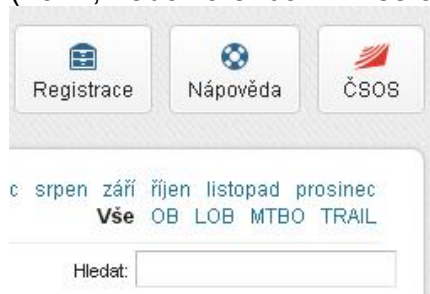 Registrace Nápověda ČSOS
srpen září říjen listopad prosinec
Vše OB LOB MTBO TRAIL
Hledat: